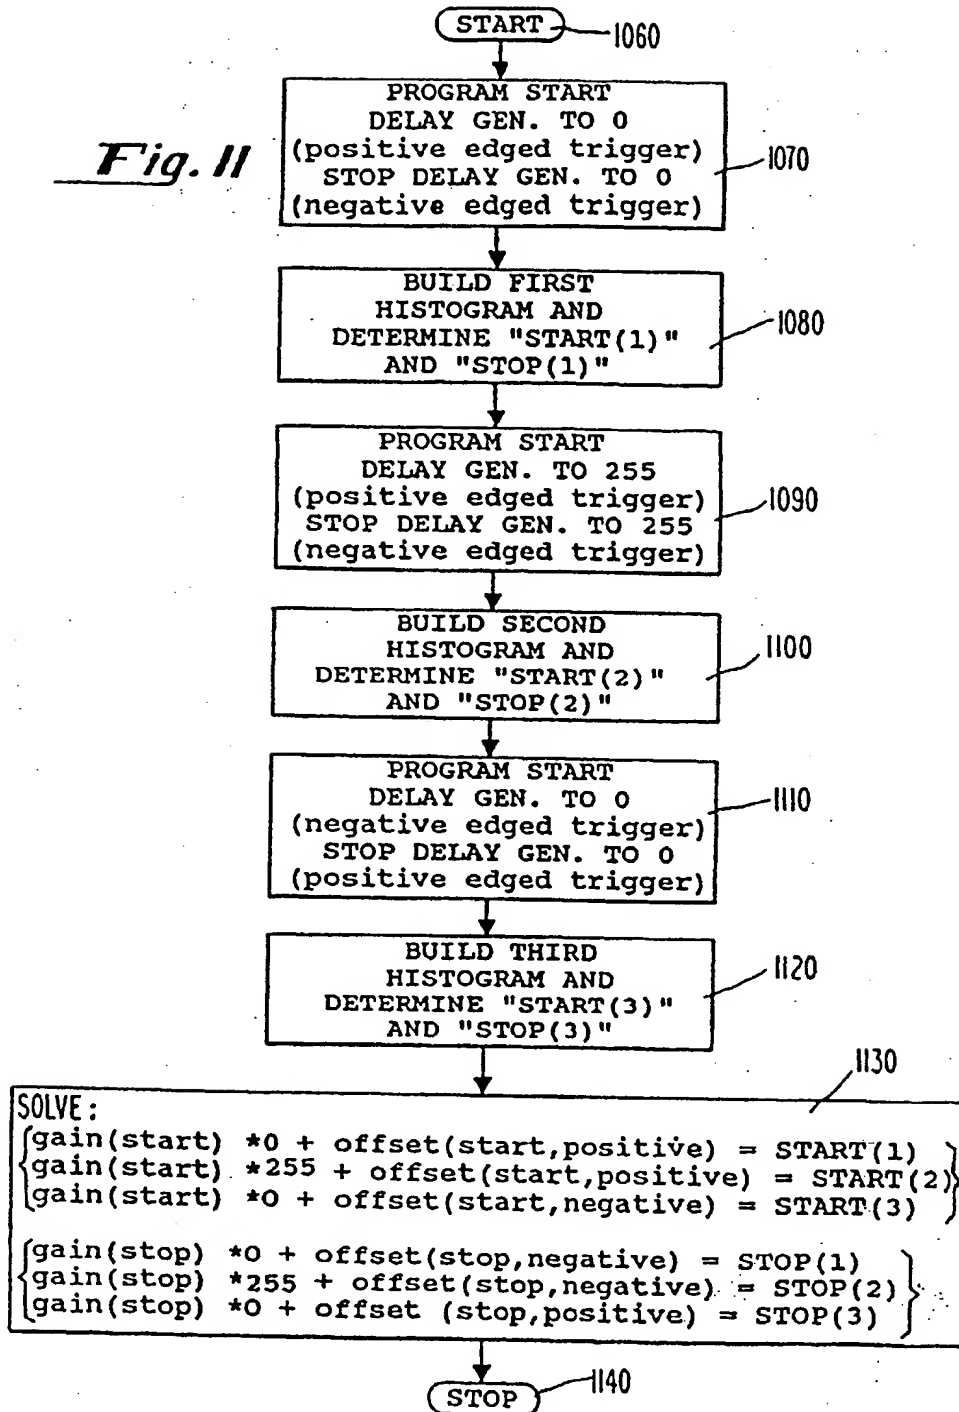 START
1060
Fig. 11
PROGRAM START
DELAY GEN. TO 0
(positive edged trigger)
STOP DELAY GEN. TO 0
(negative edged trigger)
1070
BUILD FIRST
HISTOGRAM AND
DETERMINE "START(1)"
AND "STOP(1)"
1080
PROGRAM START
DELAY GEN. TO 255
(positive edged trigger)
STOP DELAY GEN. TO 255
(negative edged trigger)
1090
BUILD SECOND
HISTOGRAM AND
DETERMINE "START(2)"
AND "STOP(2)"
1100
PROGRAM START
DELAY GEN. TO 0
(negative edged trigger)
STOP DELAY GEN. TO 0
(positive edged trigger)
1110
BUILD THIRD
HISTOGRAM AND
DETERMINE "START(3)"
AND "STOP(3)"
1120
1130
SOLVE:
gain(start) *0 + offset(start,positive) = START(1)
gain(start) *255 + offset(start,positive) = START(2)
gain(start) *0 + offset(start,negative) = START(3)
gain(stop) *0 + offset(stop,negative) = STOP(1)
gain(stop) *255 + offset(stop,negative) = STOP(2)
gain(stop) *0 + offset (stop,positive) = STOP(3)
STOP
1140